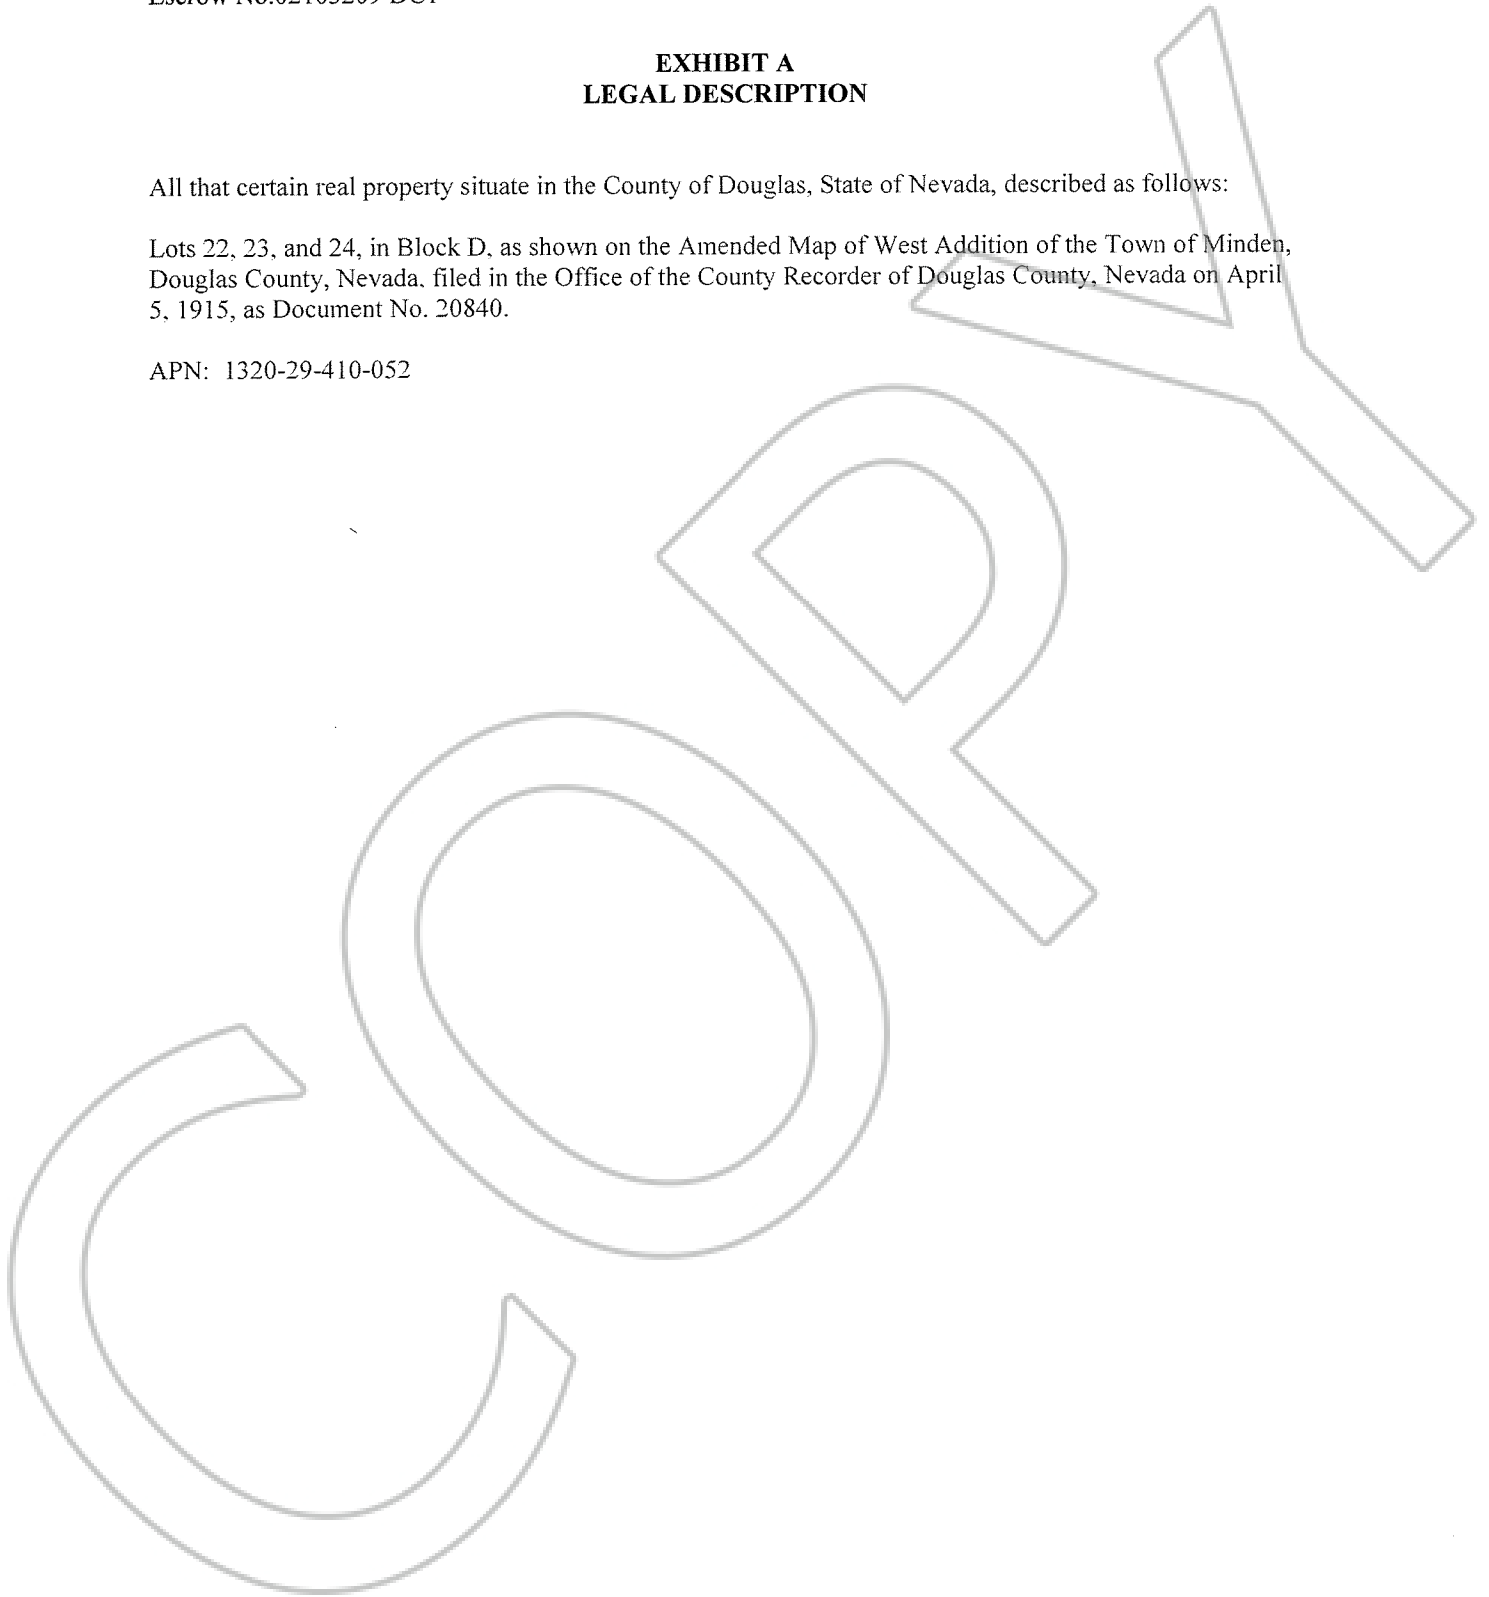 EXHIBIT A
LEGAL DESCRIPTION
All that certain real property situate in the County of Douglas, State of Nevada, described as follows:
Lots 22, 23, and 24, in Block D, as shown on the Amended Map of West Addition of the Town of Minden,
Douglas County, Nevada, filed in the Office of the County Recorder of Douglas County, Nevada on April
5, 1915, as Document No. 20840.
APN: 1320-29-410-052
COPY